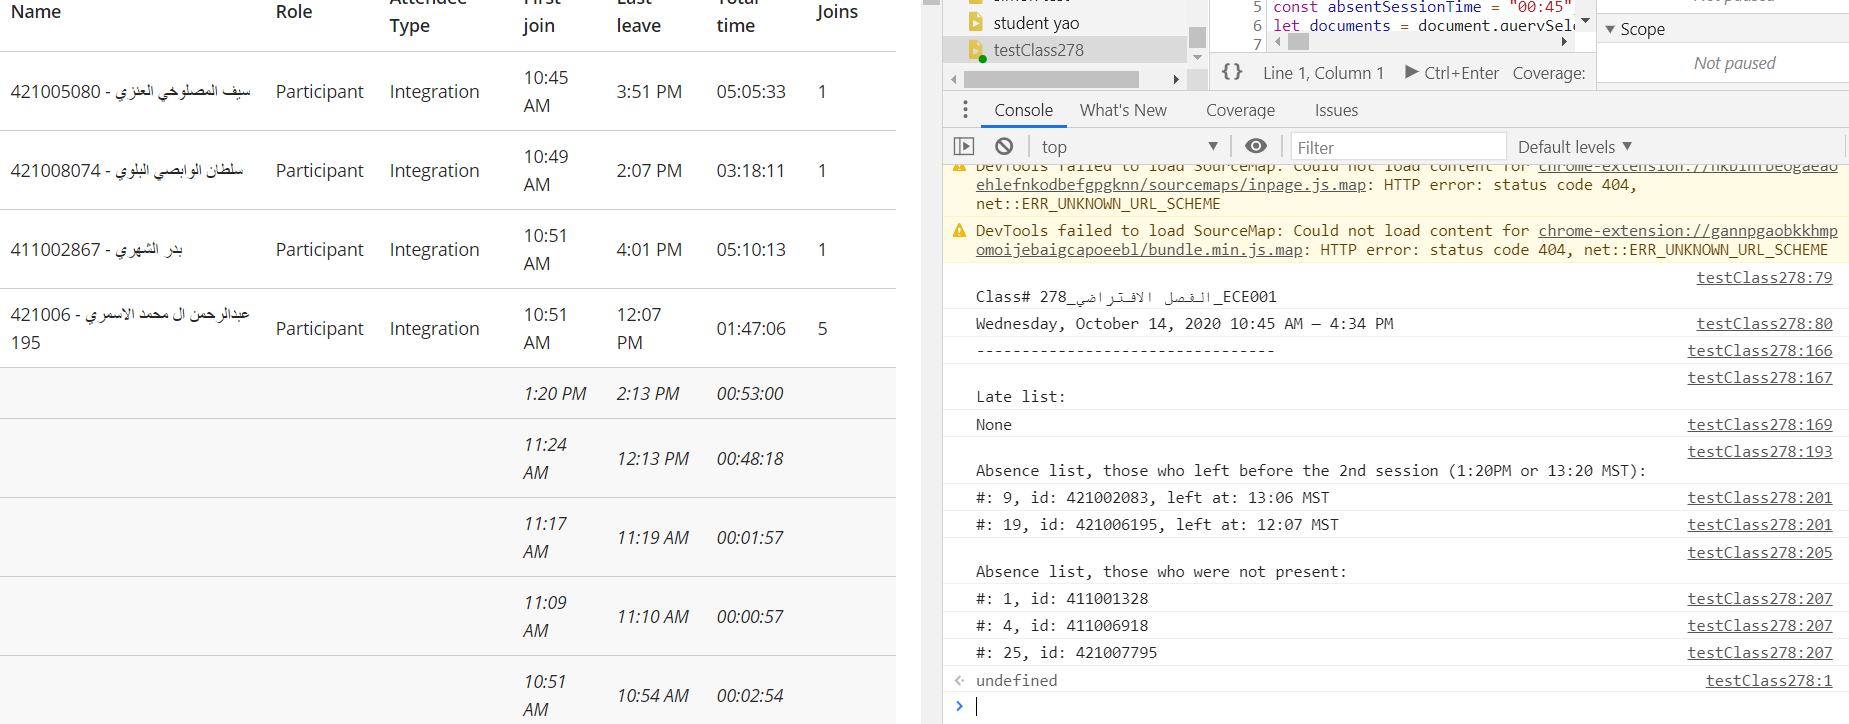 Name
Role
Attendee
Type
First
join
Last
leave
Total
time
Joins
421005080 - سيف المصلوخي العنزي
Participant
Integration
10:45
AM
3:51 PM
05:05:33
1
421008074 - سلطان الوابصي البلوي
Participant
Integration
10:49
AM
2:07 PM
03:18:11
1
411002867 - بدر الشهري
Participant
Integration
10:51
AM
4:01 PM
05:10:13
1
421006 - عبدالرحمن ال محمد الاسمري
195
Participant
Integration
10:51
AM
12:07
PM
01:47:06
5
1:20 PM
2:13 PM
00:53:00
11:24
AM
12:13 PM
00:48:18
11:17
AM
11:19 AM
00:01:57
11:09
AM
11:10 AM
00:00:57
10:51
AM
10:54 AM
00:02:54
student yao
testClass278
5 const absentSessionTime = "00:45"
6 let documents = document.querySele
7
{} Line 1, Column 1
Ctrl+Enter
Coverage:
Scope
Not paused
Console
What's New
Coverage
Issues
top
Filter
Default levels
DevTools failed to load SourceMap: Could not load content for
ehlefnkodbefgpgknn/sourcemaps/inpage.js.map: HTTP error: status code 404,
net::ERR_UNKNOWN_URL_SCHEME
DevTools failed to load SourceMap: Could not load content for chrome-extension://gannpgaobkkhmp
omoijebaigcapoeebl/bundle.min.js.map: HTTP error: status code 404, net::ERR_UNKNOWN_URL_SCHEME
testClass278:79
Class# 278_الفصل الافتراضي_ECE001
Wednesday, October 14, 2020 10:45 AM – 4:34 PM testClass278:80
--------------------------------- testClass278:166
testClass278:167
Late list:
None testClass278:169
testClass278:193
Absence list, those who left before the 2nd session (1:20PM or 13:20 MST):
#: 9, id: 421002083, left at: 13:06 MST testClass278:201
#: 19, id: 421006195, left at: 12:07 MST testClass278:201
testClass278:205
Absence list, those who were not present:
#: 1, id: 411001328 testClass278:207
#: 4, id: 411006918 testClass278:207
#: 25, id: 421007795 testClass278:207
undefined testClass278:1